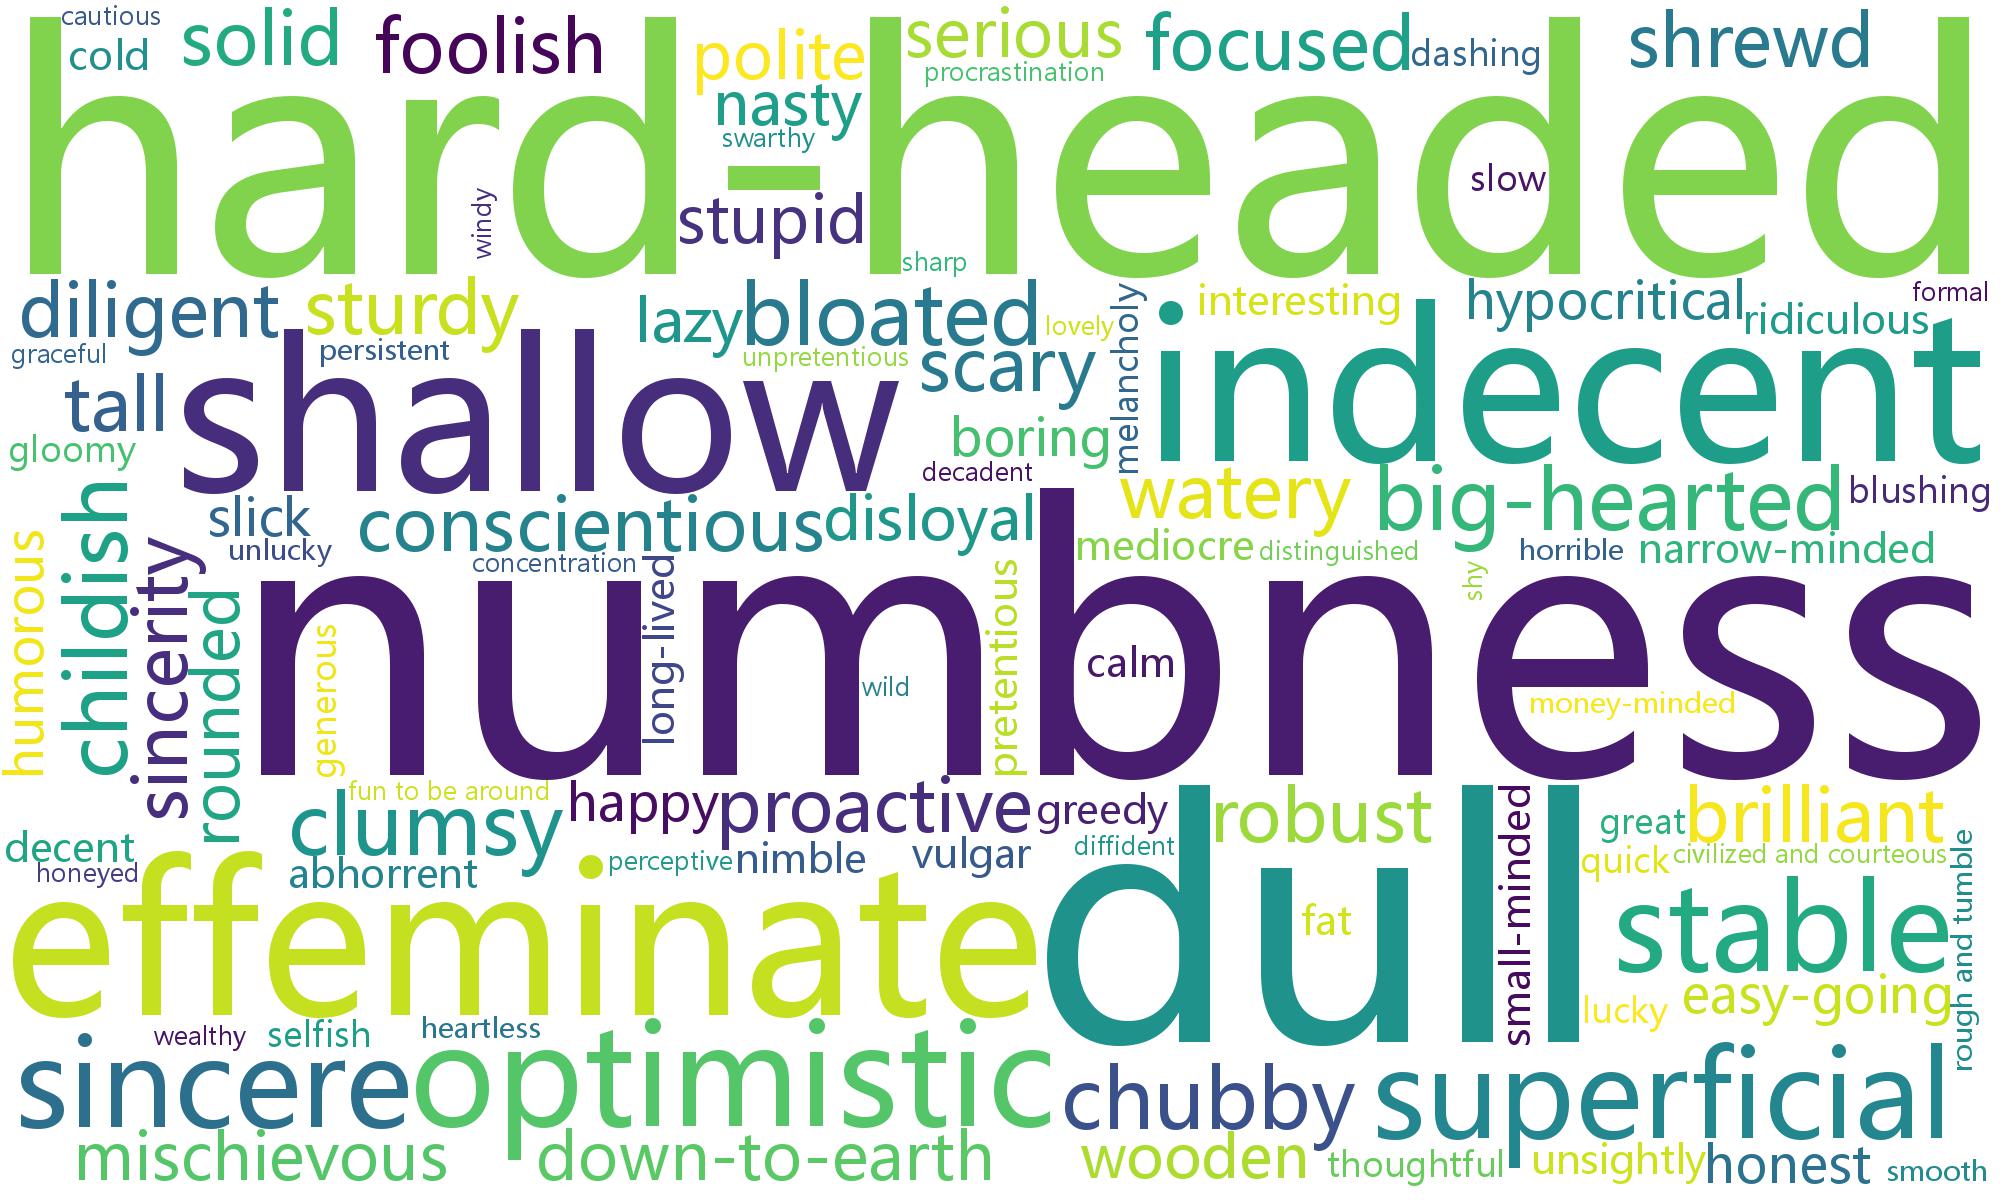 cautious
cold
solid
foolish
polite
serious
procrastination
focused
dashing
shrewd
nasty
swarthy
hard-headed
windy
stupid
slow
sharp
diligent
sturdy
lazy
bloated
lovely
melancholy
interesting
hypocritical
formal
ridiculous
graceful
persistent
unpretentious
scary
tall
shallow
indecent
gloomy
boring
decadent
watery
big-hearted
blushing
childish
slick
conscientious
disloyal
unlucky
concentration
mediocre
distinguished
horrible
narrow-minded
humorous
sincerity
rounded
numbness
generous
long-lived
wild
pretentious
calm
shy
money-minded
fun to be around
happy
proactive
greedy
robust
small-minded
great
brilliant
clumsy
decent
honeyed
abhorrent
perceptive
nimble
vulgar
diffident
quick
civilized and courteous
rough and tumble
effeminate
dull
fat
stable
lucky
easy-going
wealthy
selfish
heartless
sincere
optimistic
chubby
superficial
mischievous
down-to-earth
wooden
thoughtful
unsightly
honest
smooth